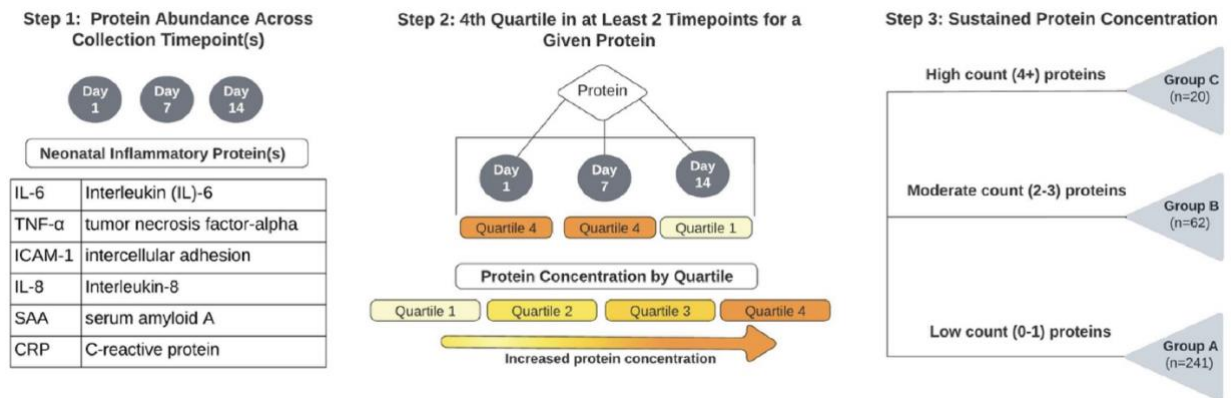 Step 1: Protein Abundance Across
Collection Timepoint(s)
Day
1
Day
7
Day
14
Neonatal Inflammatory Protein(s)
IL-6 Interleukin (IL)-6
TNF-α tumor necrosis factor-alpha
ICAM-1 intercellular adhesion
IL-8 Interleukin-8
SAA serum amyloid A
CRP C-reactive protein
Step 2: 4th Quartile in at Least 2 Timepoints for a
Given Protein
Protein
Day
1
Day
7
Day
14
Quartile 4 Quartile 4 Quartile 1
Protein Concentration by Quartile
Quartile 1 Quartile 2 Quartile 3 Quartile 4
Increased protein concentration
Step 3: Sustained Protein Concentration
High count (4+) proteins
Group C
(n=20)
Moderate count (2-3) proteins
Group B
(n=62)
Low count (0-1) proteins
Group A
(n=241)